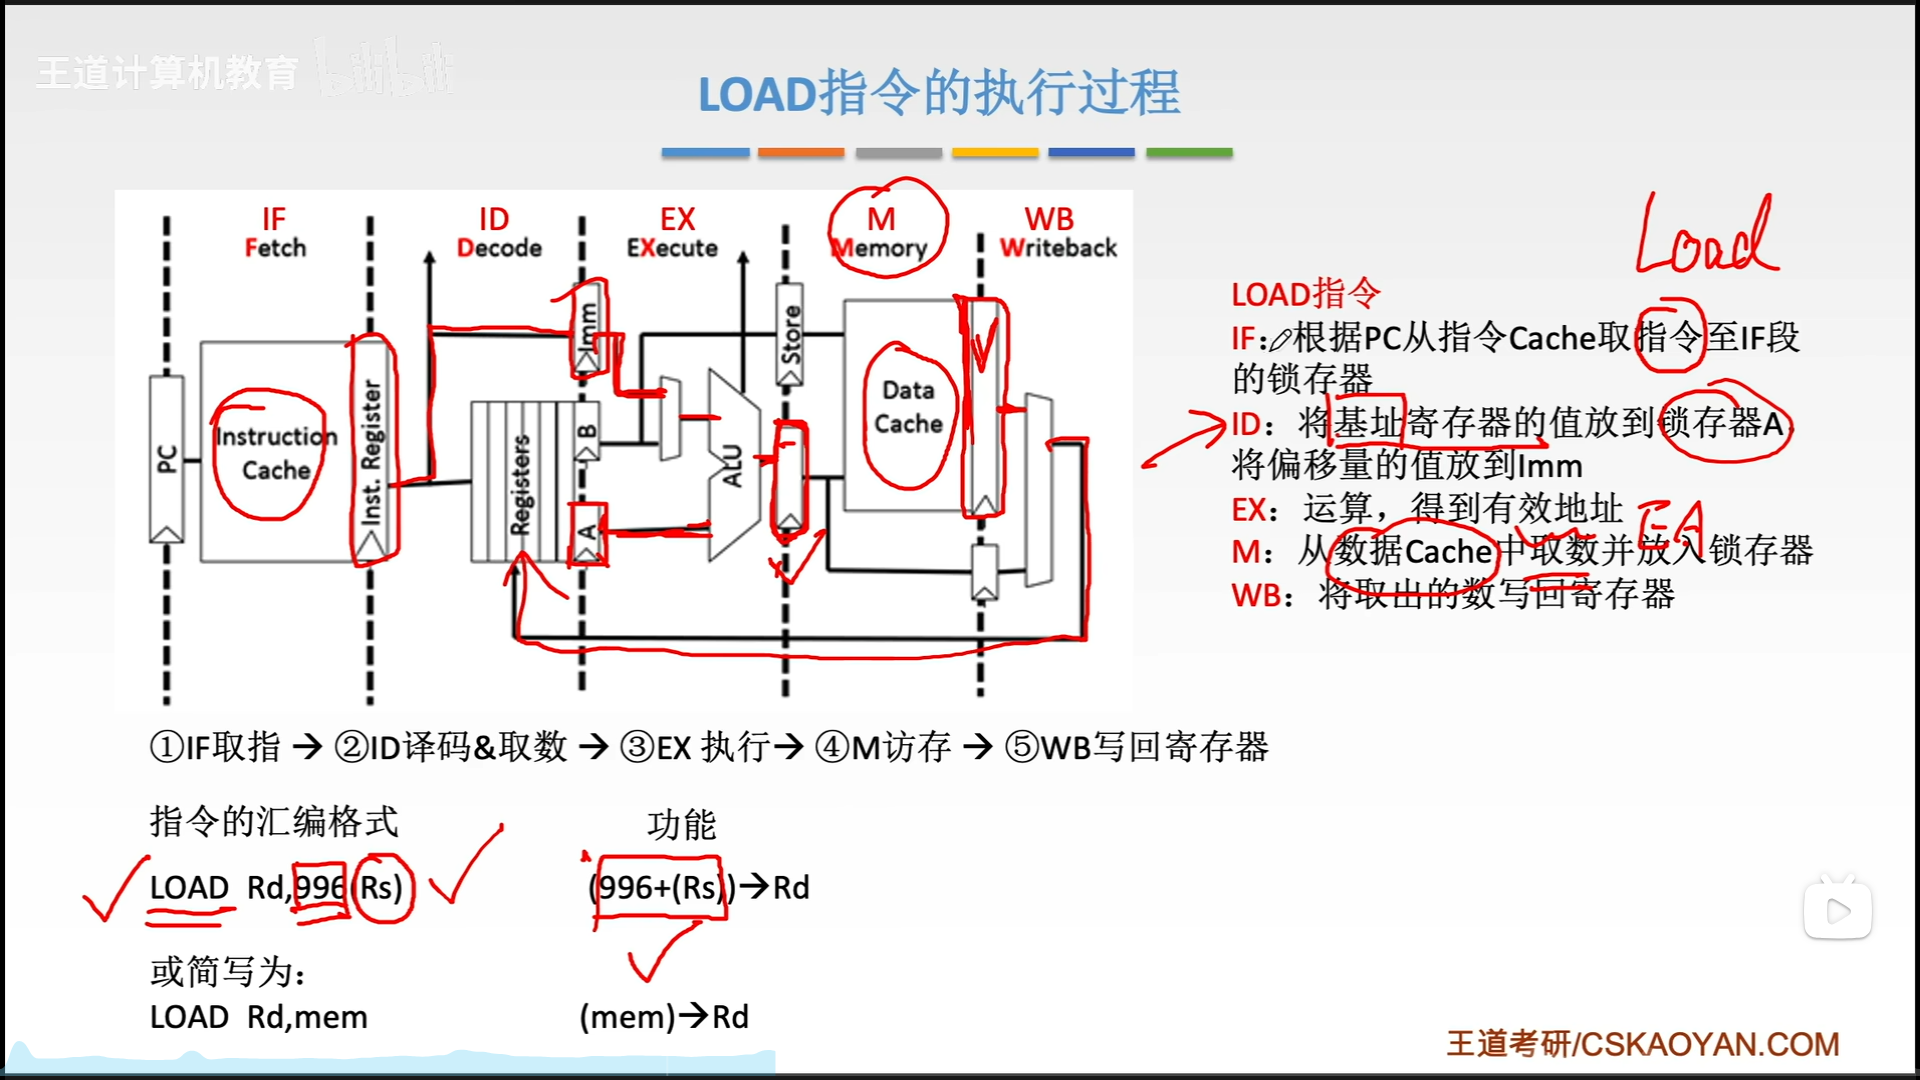 王道计算机教育 bilibili
LOAD指令的执行过程
IF ID EX M WB
Fetch Decode EXecute Memory Writeback
Load
PC
Instruction
Cache
Inst. Register
Registers
Imm
B
A
ALU
Store
Data
Cache
LOAD指令
IF:根据PC从指令Cache取指令至IF段
的锁存器
ID：将基址寄存器的值放到锁存器A，
将偏移量的值放到Imm
EX：运算，得到有效地址 EA
M：从数据Cache中取数并放入锁存器
WB：将取出的数写回寄存器
①IF取指 → ②ID译码&取数 → ③EX 执行→ ④M访存 → ⑤WB写回寄存器
指令的汇编格式 功能
LOAD Rd,996(Rs) (996+(Rs))→Rd
或简写为：
LOAD Rd,mem (mem)→Rd
王道考研/CSKAOYAN.COM